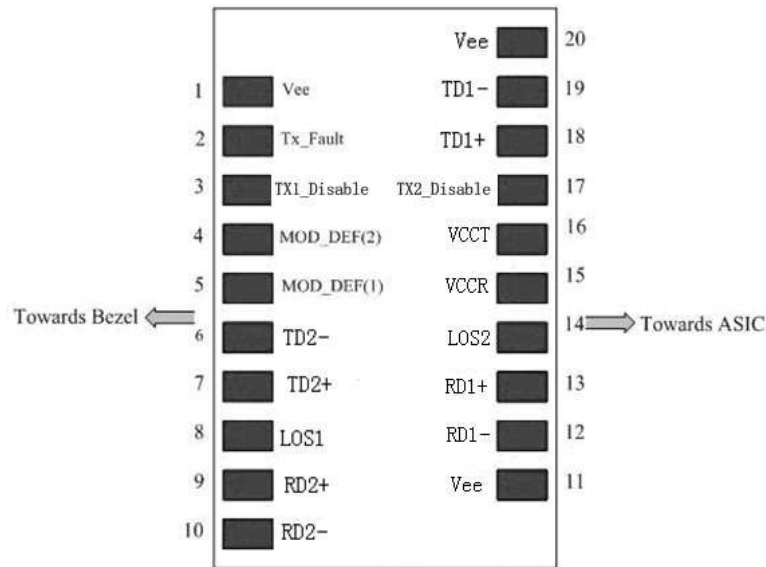 Vee 20
1 Vee TD1- 19
2 Tx_Fault TD1+ 18
3 TX1_Disable TX2_Disable 17
4 MOD_DEF(2) VCCT 16
5 MOD_DEF(1) VCCR 15
Towards Bezel
6 TD2- LOS2 14
Towards ASIC
7 TD2+ RD1+ 13
8 LOS1 RD1- 12
9 RD2+ Vee 11
10 RD2-